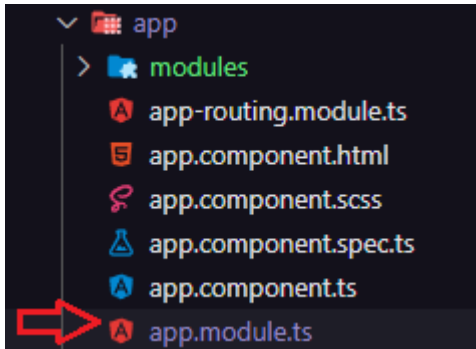 app
modules
app-routing.module.ts
app.component.html
app.component.scss
app.component.spec.ts
app.component.ts
app.module.ts